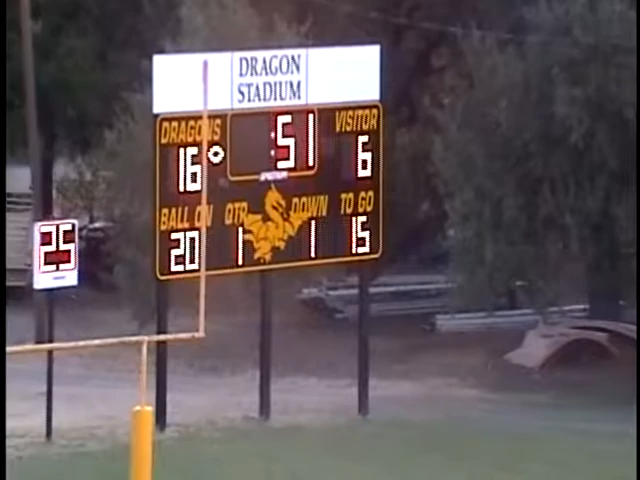 DRAGON
STADIUM
DRAGONS :51 VISITOR
16 6
BALL ON QTR DOWN TO GO
20 1 1 15
25